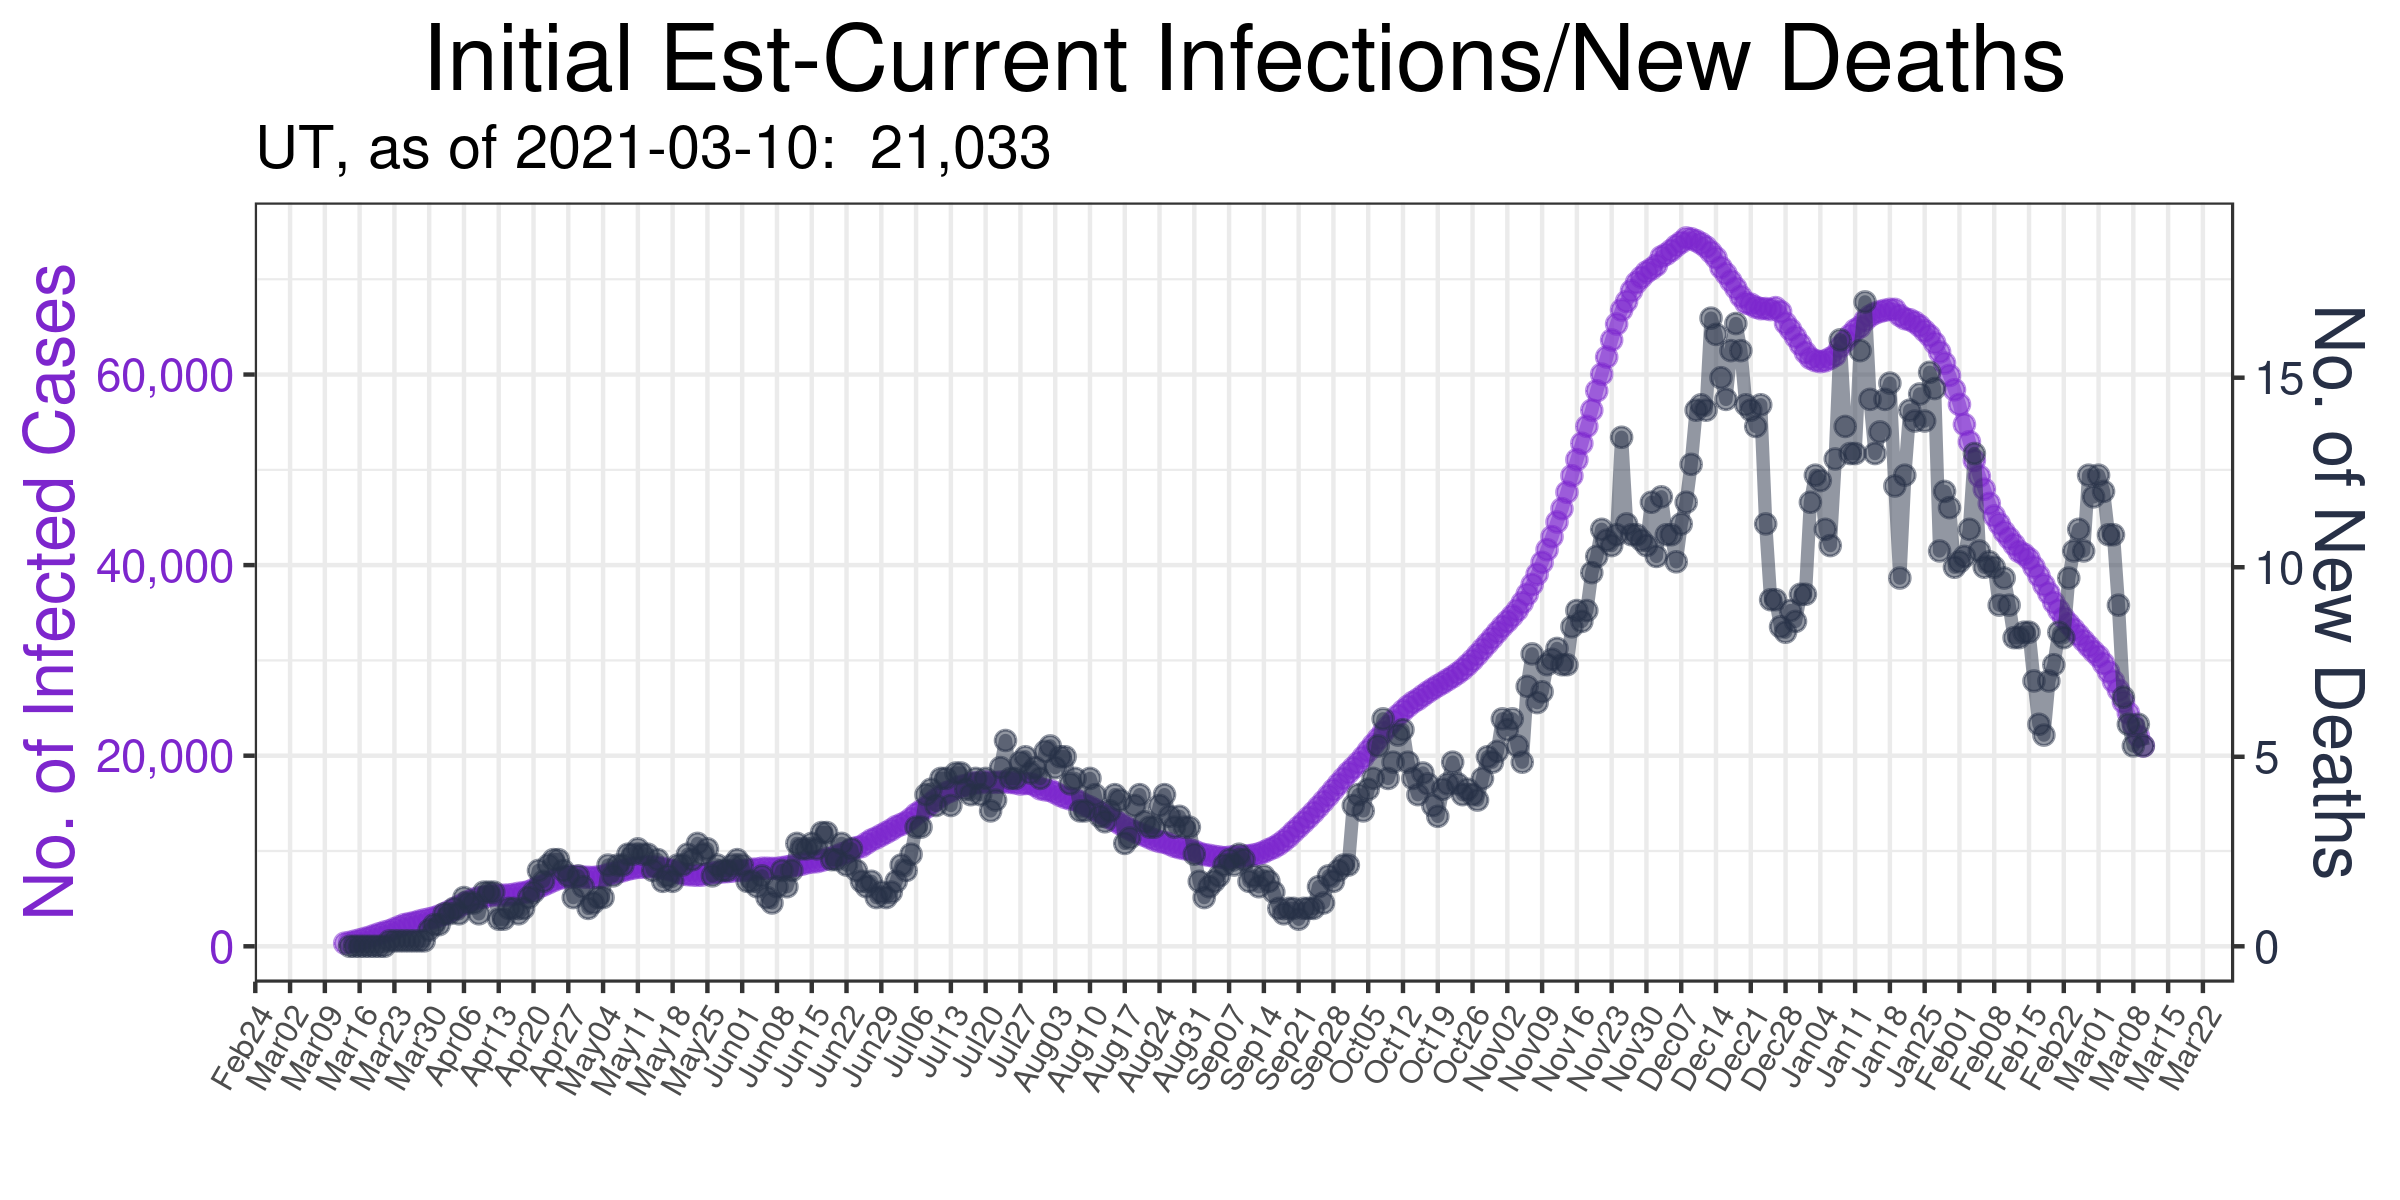 Initial Est-Current Infections/New Deaths
UT, as of 2021-03-10:  21,033
No. of Infected Cases
60,000
40,000
20,000
0
15
10
5
0
No. of New Deaths
Feb24
Mar02
Mar09
Mar16
Mar23
Mar30
Apr06
Apr13
Apr20
Apr27
May04
May11
May18
May25
Jun01
Jun08
Jun15
Jun22
Jun29
Jul06
Jul13
Jul20
Jul27
Aug03
Aug10
Aug17
Aug24
Aug31
Sep07
Sep14
Sep21
Sep28
Oct05
Oct12
Oct19
Oct26
Nov02
Nov09
Nov16
Nov23
Nov30
Dec07
Dec14
Dec21
Dec28
Jan04
Jan11
Jan18
Jan25
Feb01
Feb08
Feb15
Feb22
Mar01
Mar08
Mar15
Mar22